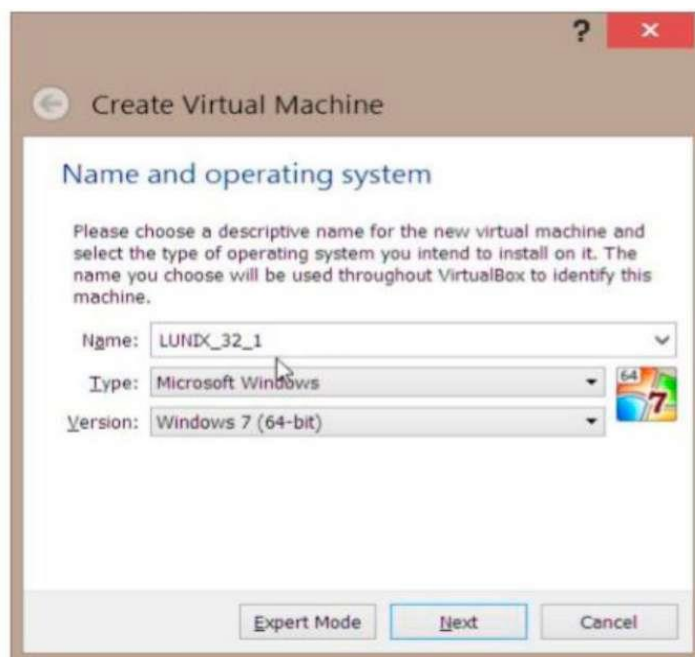 ?
Create Virtual Machine
Name and operating system
Please choose a descriptive name for the new virtual machine and
select the type of operating system you intend to install on it. The
name you choose will be used throughout VirtualBox to identify this
machine.
Name: LUNIX_32_1
Type: Microsoft Windows
64
7
Version: Windows 7 (64-bit)
Expert Mode Next Cancel